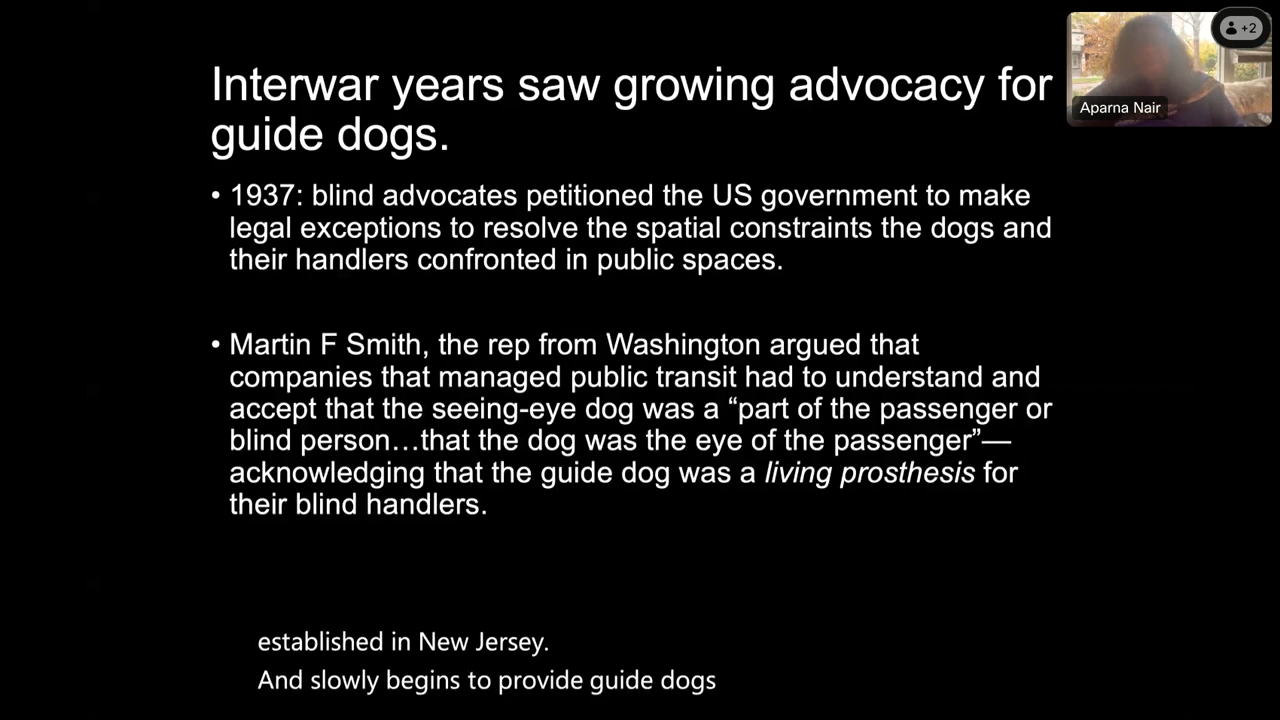 Interwar years saw growing advocacy for
guide dogs.
• 1937: blind advocates petitioned the US government to make
legal exceptions to resolve the spatial constraints the dogs and
their handlers confronted in public spaces.
• Martin F Smith, the rep from Washington argued that
companies that managed public transit had to understand and
accept that the seeing-eye dog was a “part of the passenger or
blind person…that the dog was the eye of the passenger”—
acknowledging that the guide dog was a living prosthesis for
their blind handlers.
established in New Jersey.
And slowly begins to provide guide dogs
+2
Aparna Nair